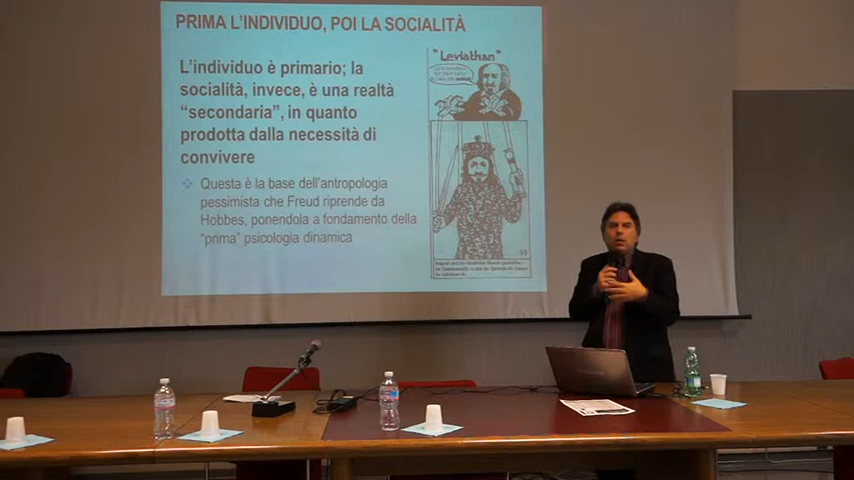 PRIMA L'INDIVIDUO, POI LA SOCIALITÀ
L'individuo è primario; la
socialità, invece, è una realtà
"secondaria", in quanto
prodotta dalla necessità di
convivere
Questa è la base dell'antropologia
pessimista che Freud riprende da
Hobbes, ponendola a fondamento della
"prima" psicologia dinamica
"Leviathan"